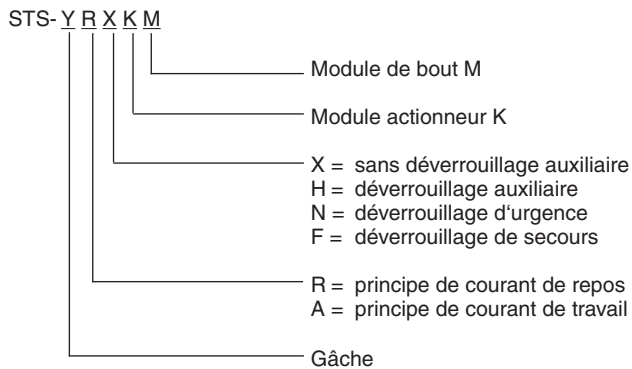 STS- Y R X K M
Module de bout M
Module actionneur K
X = sans déverrouillage auxiliaire
H = déverrouillage auxiliaire
N = déverrouillage d‘urgence
F = déverrouillage de secours
R = principe de courant de repos
A = principe de courant de travail
Gâche